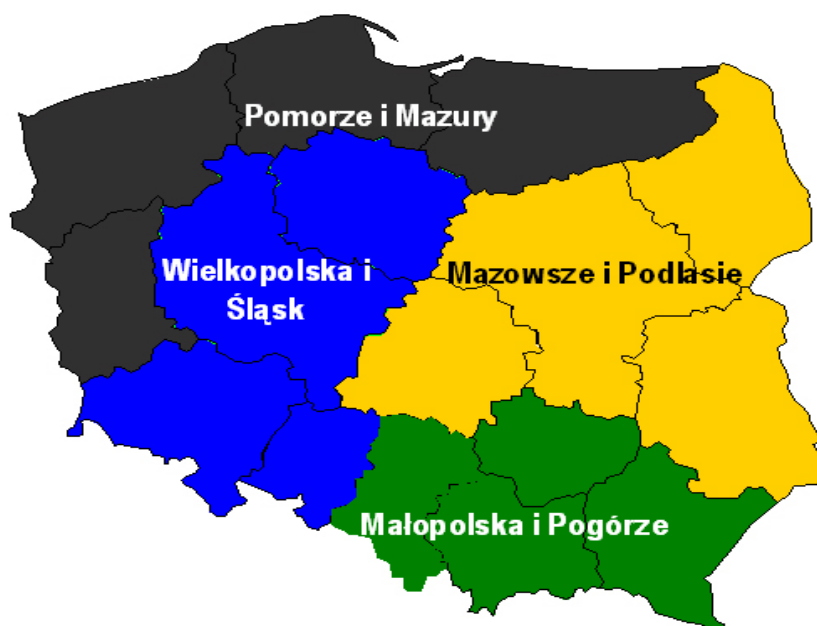 Pomorze i Mazury
Wielkopolska i
Śląsk
Mazowsze i Podlasie
Małopolska i Pogórze